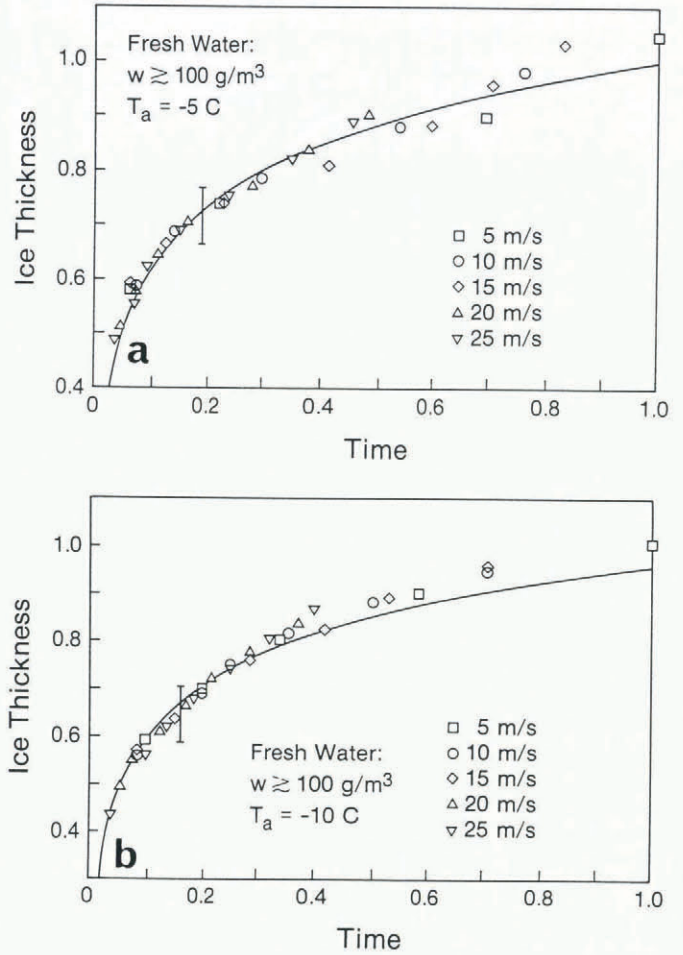 1.0
0.8
0.6
0.4
Ice Thickness
Fresh Water:
w ≳ 100 g/m³
Tₐ = -5 C
a
□ 5 m/s
○ 10 m/s
◇ 15 m/s
△ 20 m/s
▽ 25 m/s
0 0.2 0.4 0.6 0.8 1.0
Time
1.0
0.8
0.6
0.4
Ice Thickness
Fresh Water:
w ≳ 100 g/m³
Tₐ = -10 C
b
□ 5 m/s
○ 10 m/s
◇ 15 m/s
△ 20 m/s
▽ 25 m/s
0 0.2 0.4 0.6 0.8 1.0
Time